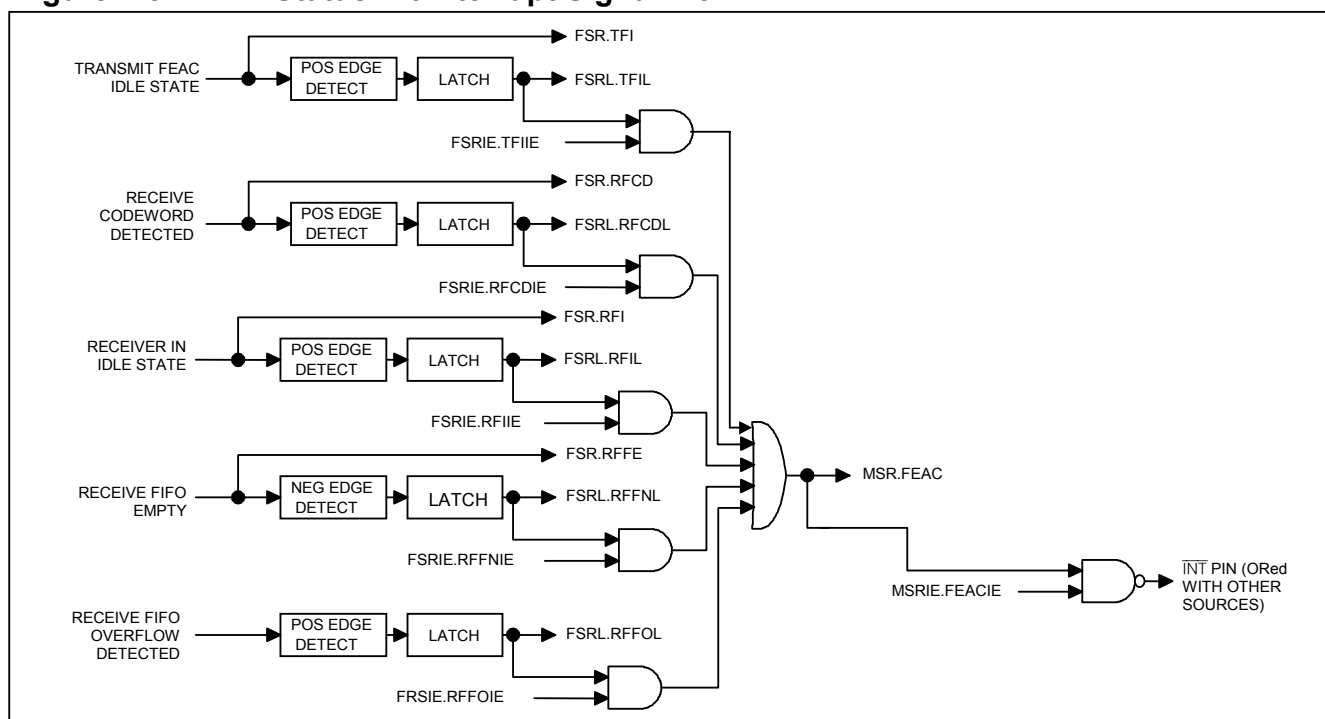 FSR.TFI
TRANSMIT FEAC
IDLE STATE
POS EDGE
DETECT
LATCH
FSRL.TFIL
FSRIE.TFIIE
FSR.RFCD
RECEIVE
CODEWORD
DETECTED
POS EDGE
DETECT
LATCH
FSRL.RFCDL
FSRIE.RFCDIE
FSR.RFI
RECEIVER IN
IDLE STATE
POS EDGE
DETECT
LATCH
FSRL.RFIL
FSRIE.RFIIE
FSR.RFFE
RECEIVE FIFO
EMPTY
NEG EDGE
DETECT
LATCH
FSRL.RFFNL
FSRIE.RFFNIE
MSR.FEAC
MSRIE.FEACIE
INT PIN (ORed
WITH OTHER
SOURCES)
RECEIVE FIFO
OVERFLOW
DETECTED
POS EDGE
DETECT
LATCH
FSRL.RFFOL
FRSIE.RFFOIE